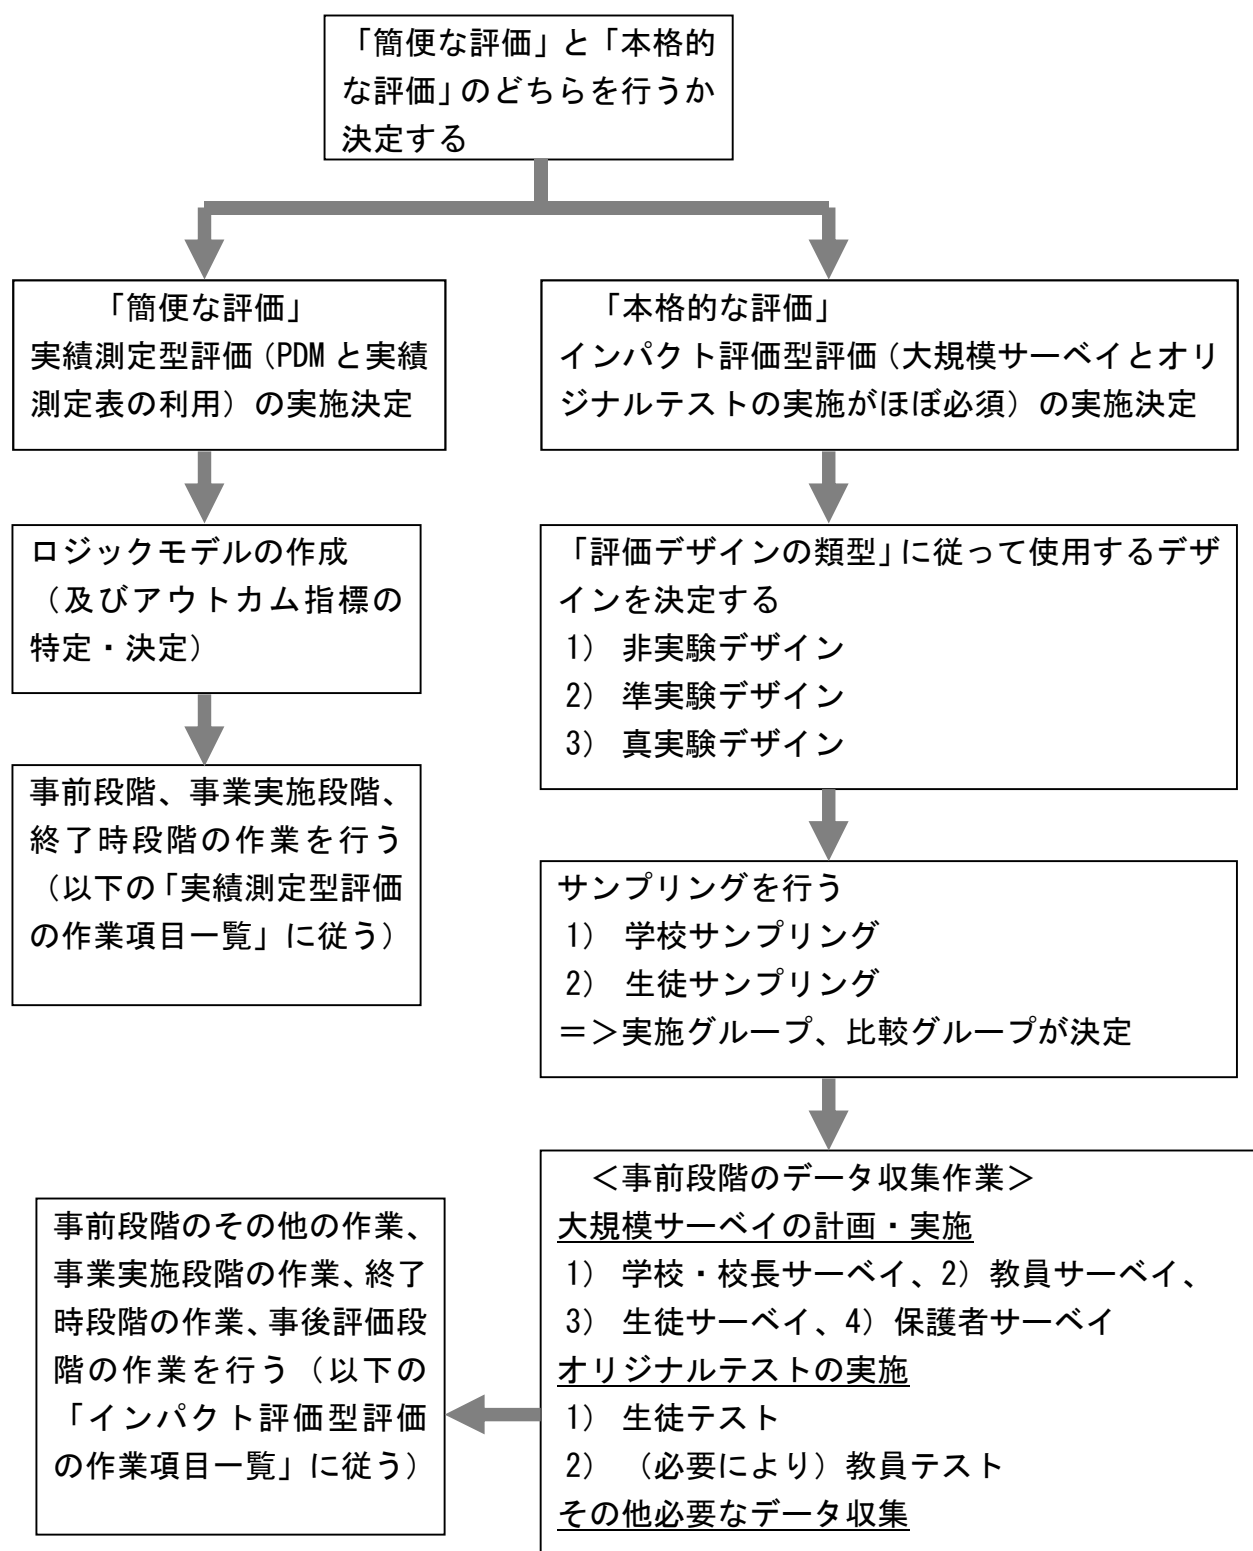 「簡便な評価」と「本格的
な評価」のどちらを行うか
決定する
「簡便な評価」
実績測定型評価(PDM と実績
測定表の利用)の実施決定
「本格的な評価」
インパクト評価型評価(大規模サーベイとオリ
ジナルテストの実施がほぼ必須)の実施決定
ロジックモデルの作成
(及びアウトカム指標の
特定・決定)
「評価デザインの類型」に従って使用するデザ
インを決定する
1) 非実験デザイン
2) 準実験デザイン
3) 真実験デザイン
事前段階、事業実施段階、
終了時段階の作業を行う
(以下の「実績測定型評価
の作業項目一覧」に従う)
サンプリングを行う
1) 学校サンプリング
2) 生徒サンプリング
=>実施グループ、比較グループが決定
<事前段階のデータ収集作業>
大規模サーベイの計画・実施
1) 学校・校長サーベイ、2) 教員サーベイ、
3) 生徒サーベイ、4) 保護者サーベイ
オリジナルテストの実施
1) 生徒テスト
2) (必要により)教員テスト
その他必要なデータ収集
事前段階のその他の作業、
事業実施段階の作業、終了
時段階の作業、事後評価段
階の作業を行う(以下の
「インパクト評価型評価
の作業項目一覧」に従う)